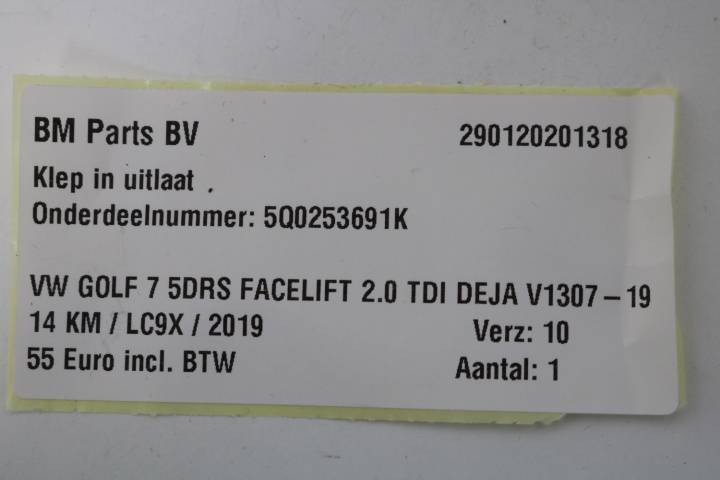 BM Parts BV 290120201318
Klep in uitlaat .
Onderdeelnummer: 5Q0253691K
VW GOLF 7 5DRS FACELIFT 2.0 TDI DEJA V1307-19
14 KM / LC9X / 2019 Verz: 10
55 Euro incl. BTW Aantal: 1